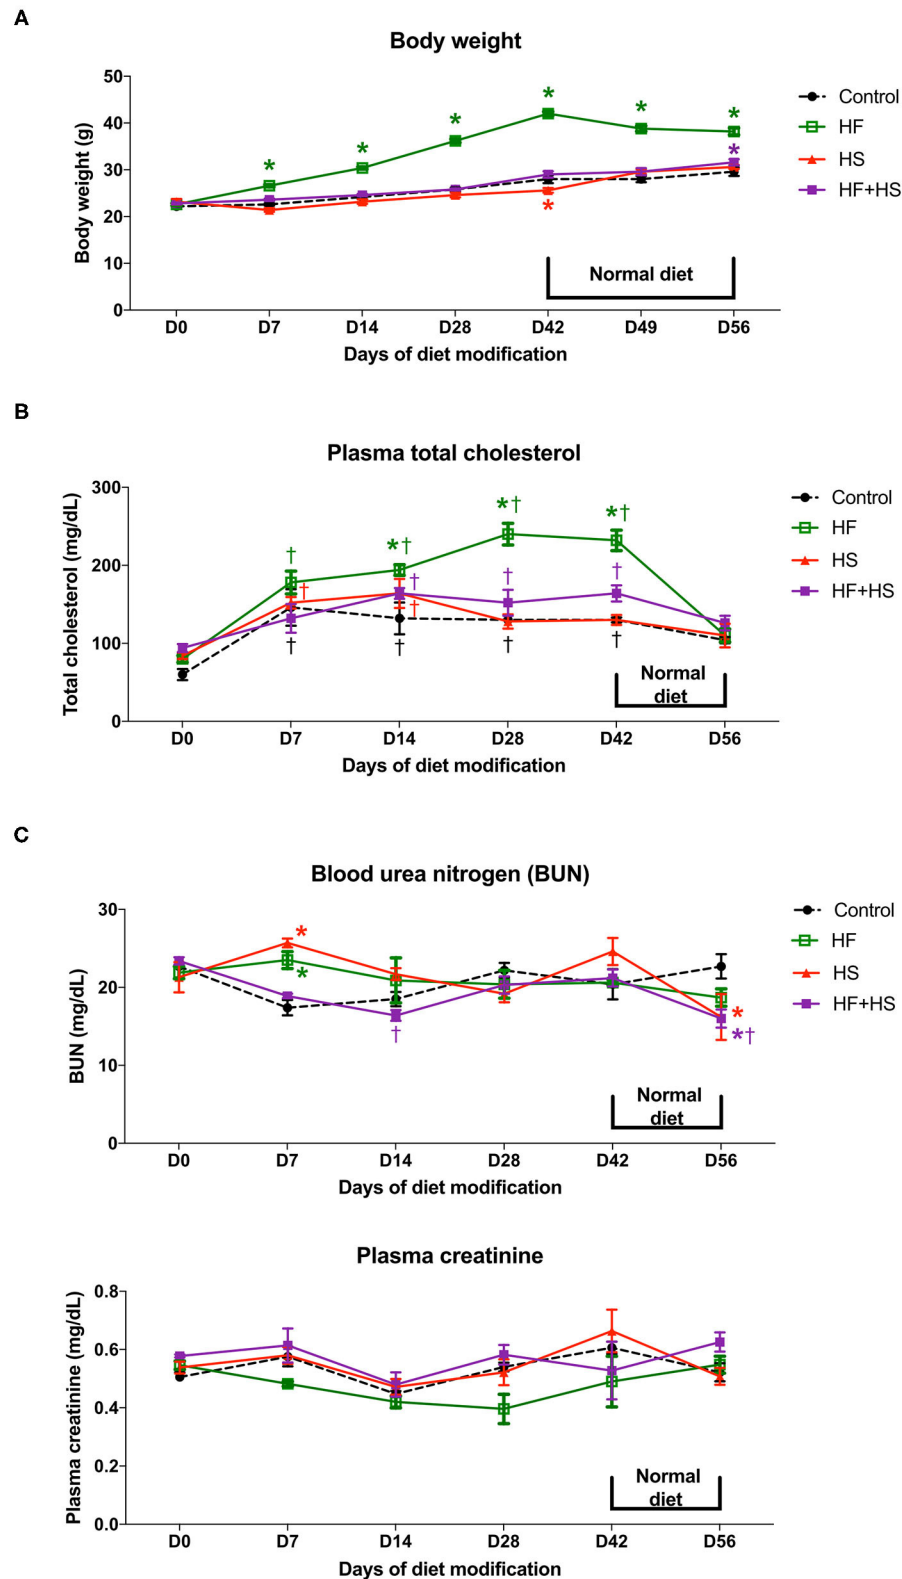 A
Body weight
Body weight (g)
50
40
30
20
10
0
* * * * * * * *
*
Control
HF
HS
HF+HS
Normal diet
D0 D7 D14 D28 D42 D49 D56
Days of diet modification
B
Plasma total cholesterol
Total cholesterol (mg/dL)
300
200
100
0
† *† *† *†
† † † † †
† † † †
Control
HF
HS
HF+HS
Normal
diet
D0 D7 D14 D28 D42 D56
Days of diet modification
C
Blood urea nitrogen (BUN)
BUN (mg/dL)
30
20
10
0
*
*
†
*
*†
Control
HF
HS
HF+HS
Normal
diet
D0 D7 D14 D28 D42 D56
Days of diet modification
Plasma creatinine
Plasma creatinine (mg/dL)
0.8
0.6
0.4
0.2
0.0
Normal
diet
D0 D7 D14 D28 D42 D56
Days of diet modification